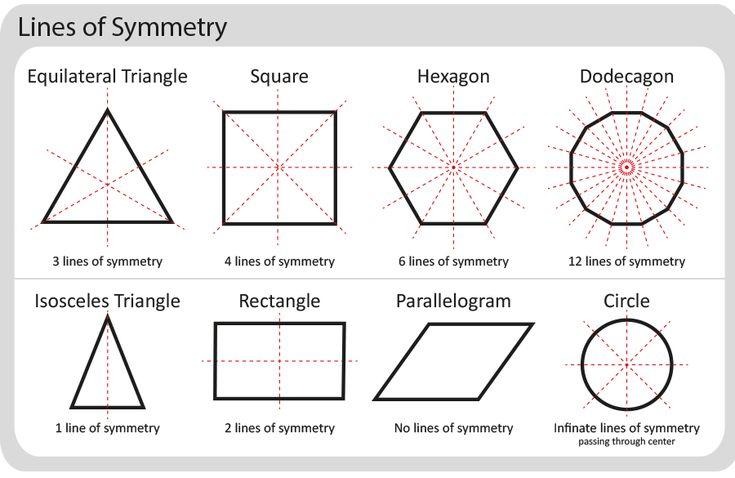 Lines of Symmetry
Equilateral Triangle
Square
Hexagon
Dodecagon
3 lines of symmetry
4 lines of symmetry
6 lines of symmetry
12 lines of symmetry
Isosceles Triangle
Rectangle
Parallelogram
Circle
1 line of symmetry
2 lines of symmetry
No lines of symmetry
Infinate lines of symmetry
passing through center